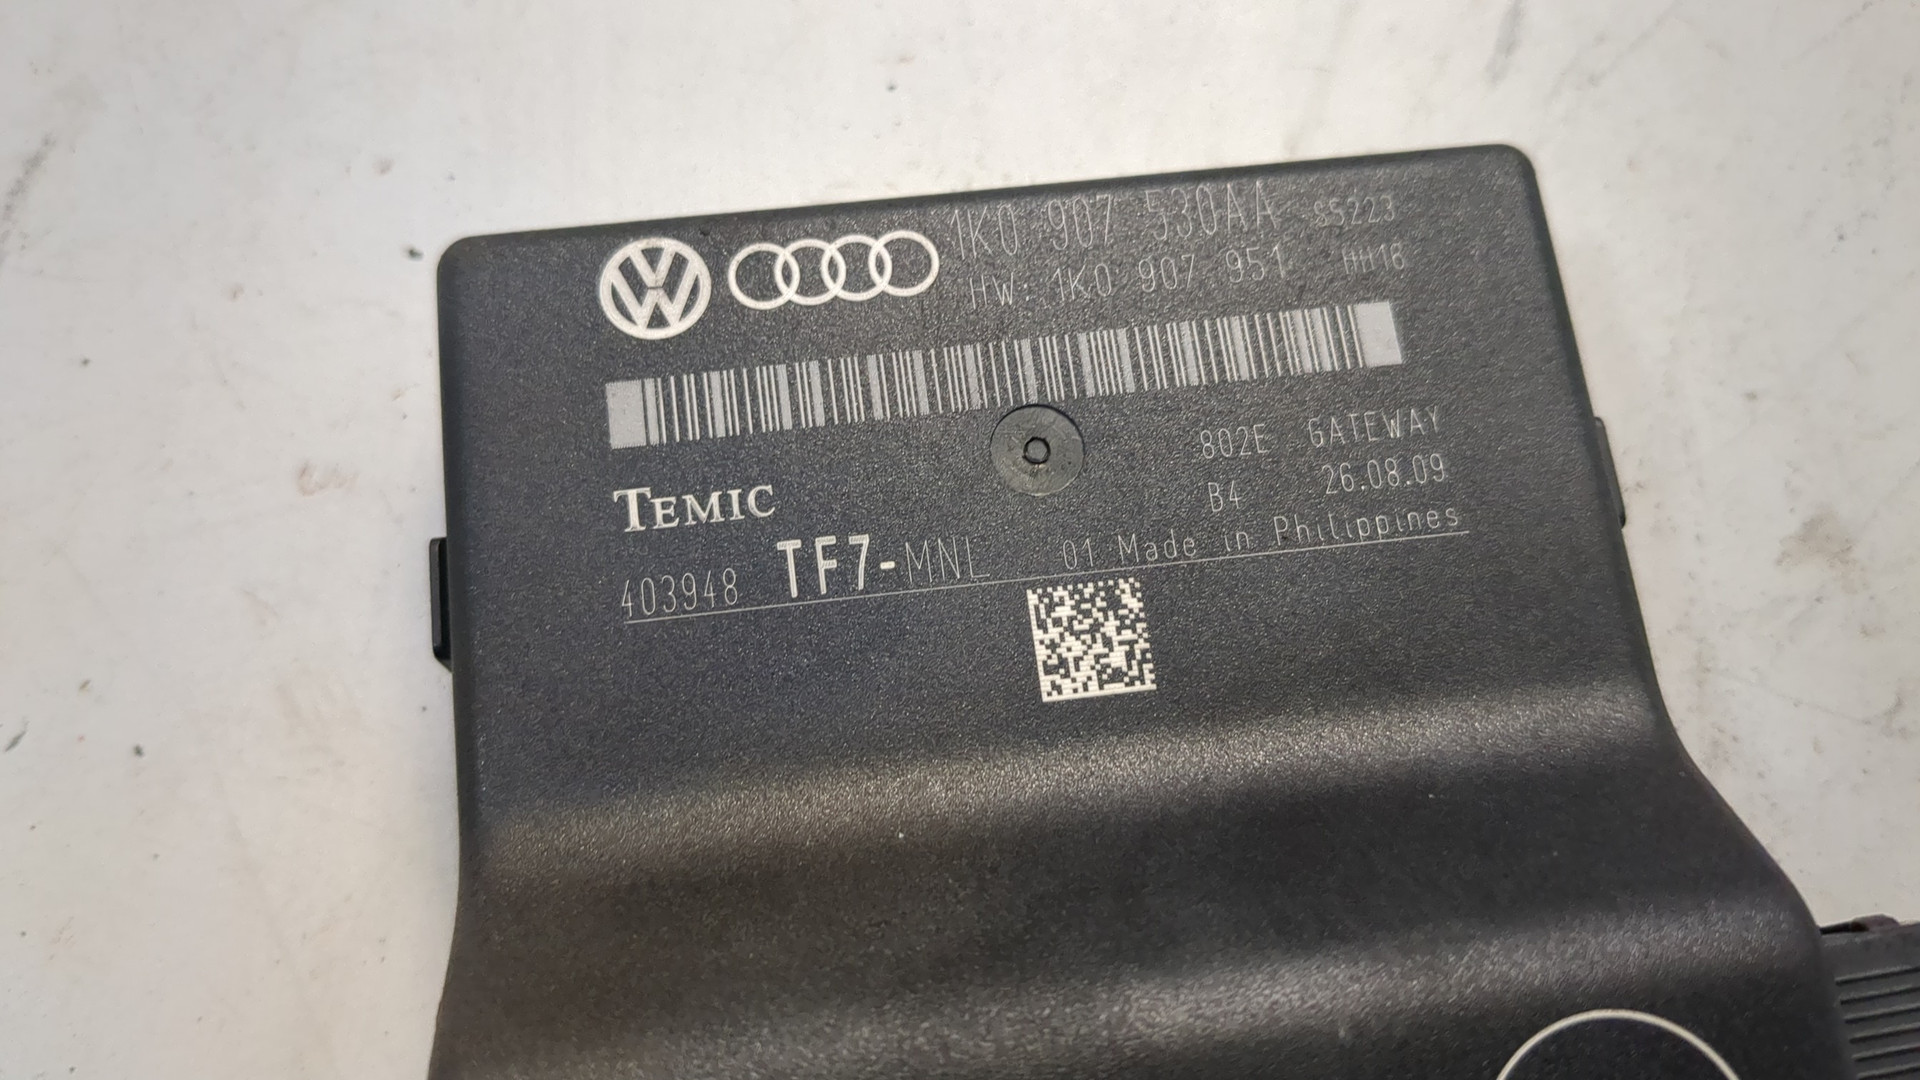 1K0 907 530AA S5223
HW: 1K0 907 951 HH16
802E GATEWAY
TEMIC
B4 26.08.09
403948 TF7-MNL 01 Made in Philippines